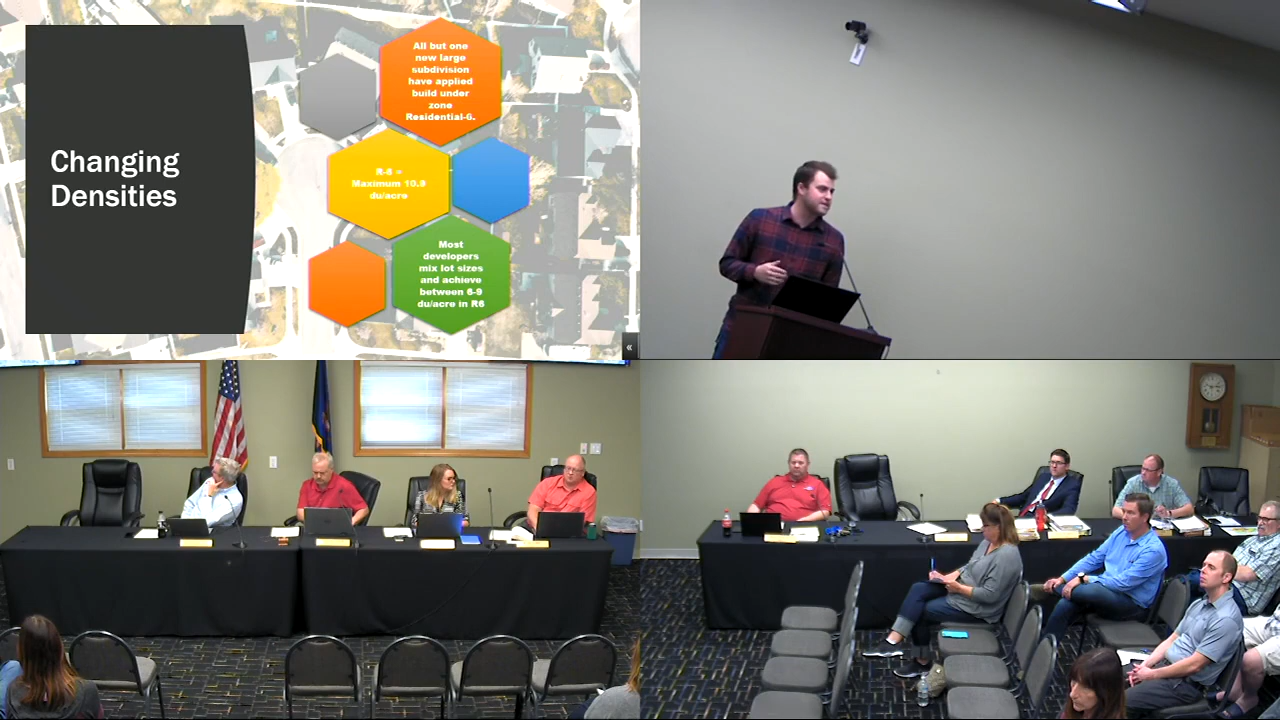 Changing
Densities
All but one
new large
subdivision
have applied
build under
zone
Residential-6.
R-6 =
Maximum 10.9
du/acre
Most
developers
mix lot sizes
and achieve
between 6-9
du/acre in R6
«